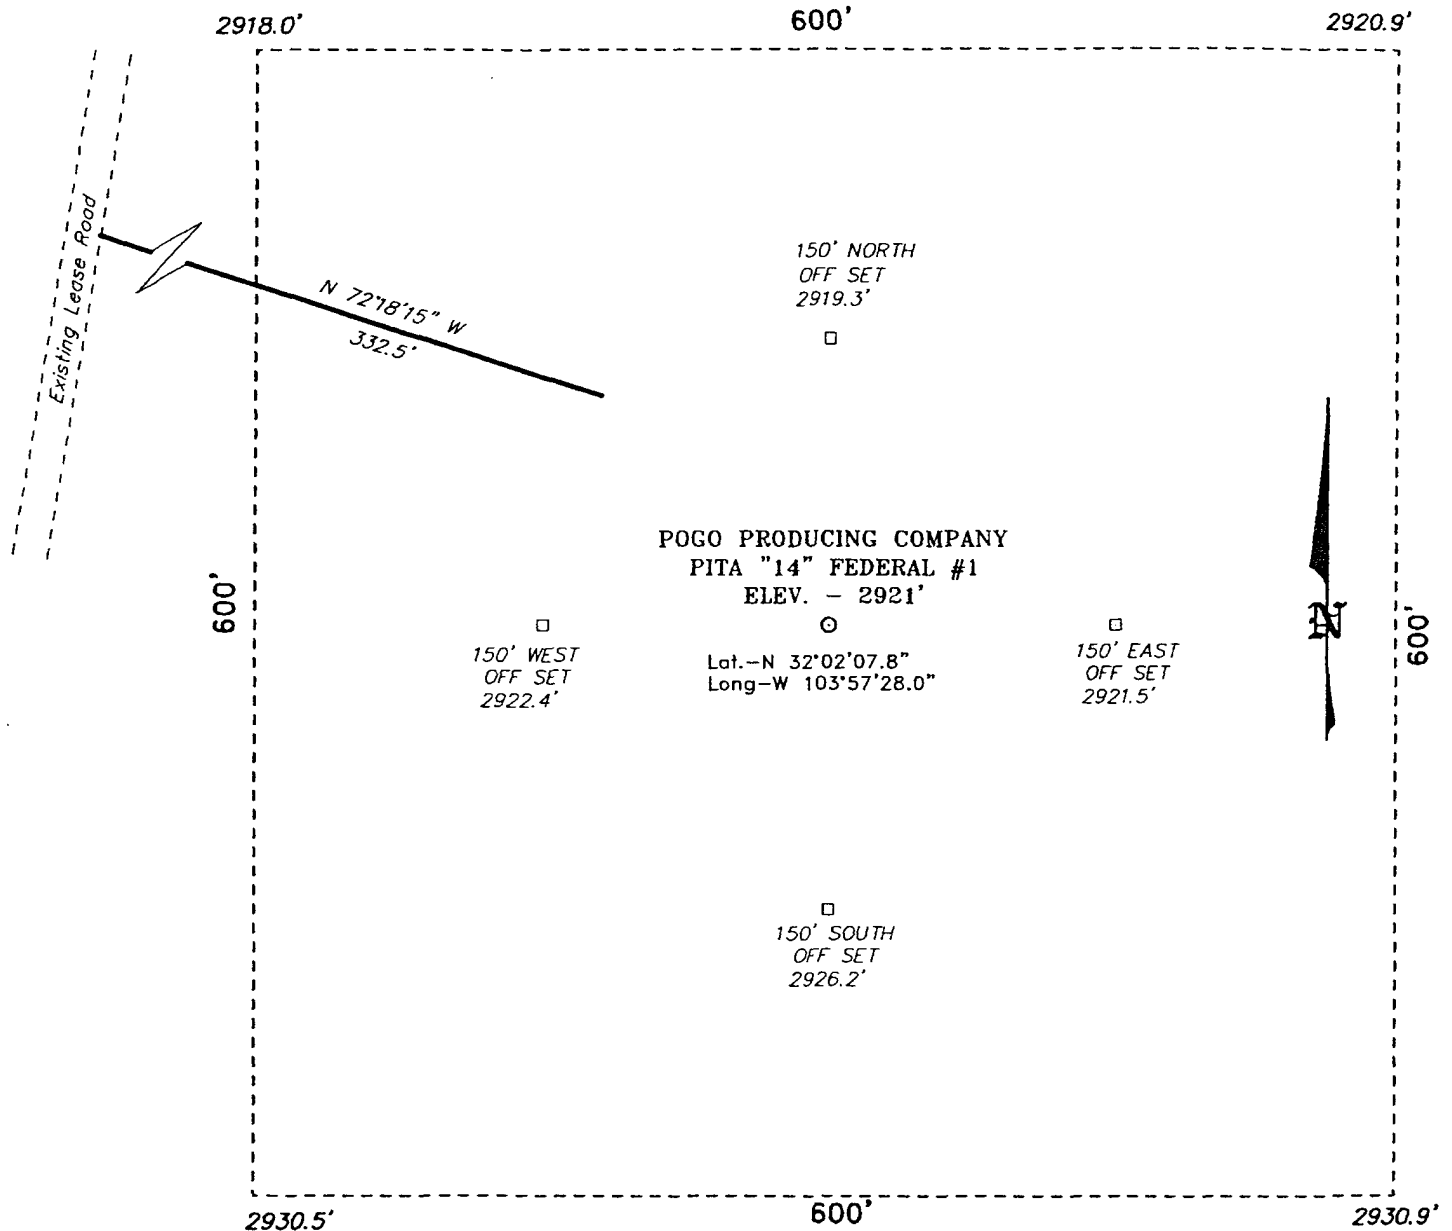 2918.0'
600'
2920.9'
Existing Lease Road
N 72°18'15" W
332.5'
150' NORTH
OFF SET
2919.3'
POGO PRODUCING COMPANY
PITA "14" FEDERAL #1
ELEV. - 2921'
600'
150' WEST
OFF SET
2922.4'
Lat.-N 32°02'07.8"
Long-W 103°57'28.0"
150' EAST
OFF SET
2921.5'
N
600'
150' SOUTH
OFF SET
2926.2'
2930.5'
600'
2930.9'